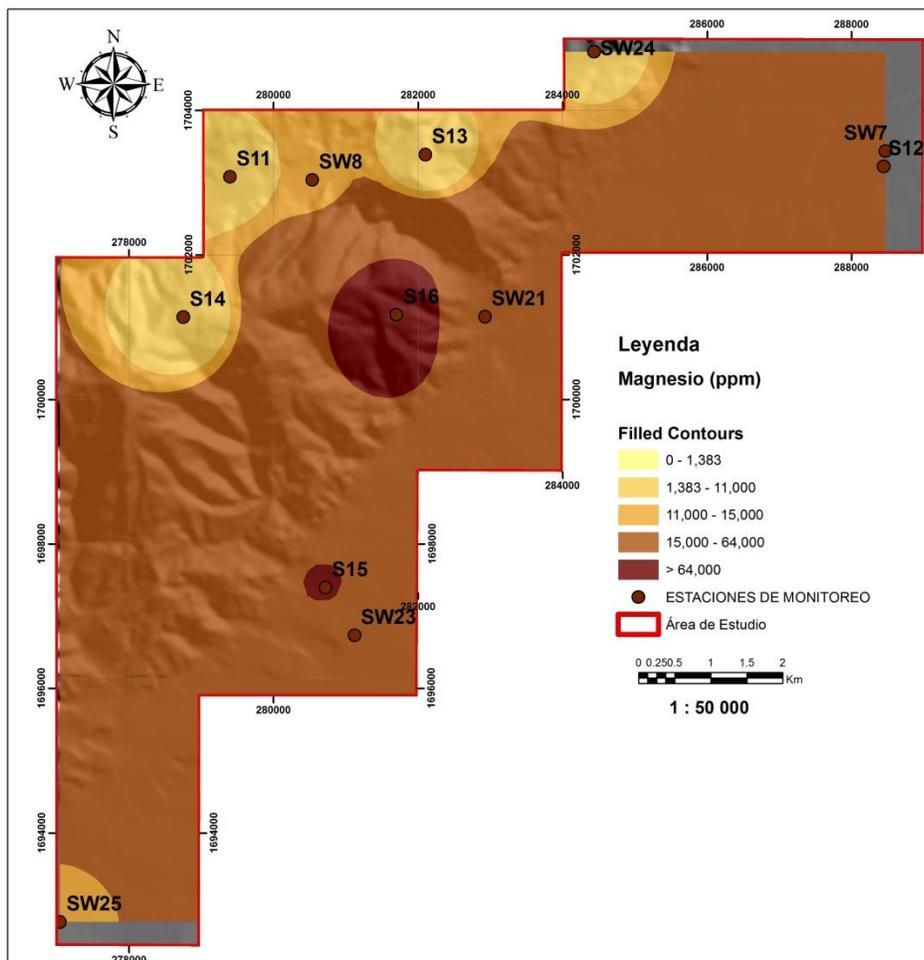 N
W E
S
286000 288000
SW24
280000 282000 284000
1704000
S13
SW7
S12
S11 SW8
278000
1702000 1702000
286000 288000
S14
S16
SW21
Leyenda
Magnesio (ppm)
1700000 1700000
Filled Contours
0 - 1,383
284000
1,383 - 11,000
11,000 - 15,000
1698000 1698000
15,000 - 64,000
S15
> 64,000
ESTACIONES DE MONITOREO
282000
SW23
Área de Estudio
0 0.25 0.5 1 1.5 2
Km
1696000 1696000
280000
1 : 50 000
1694000 1694000
SW25
278000